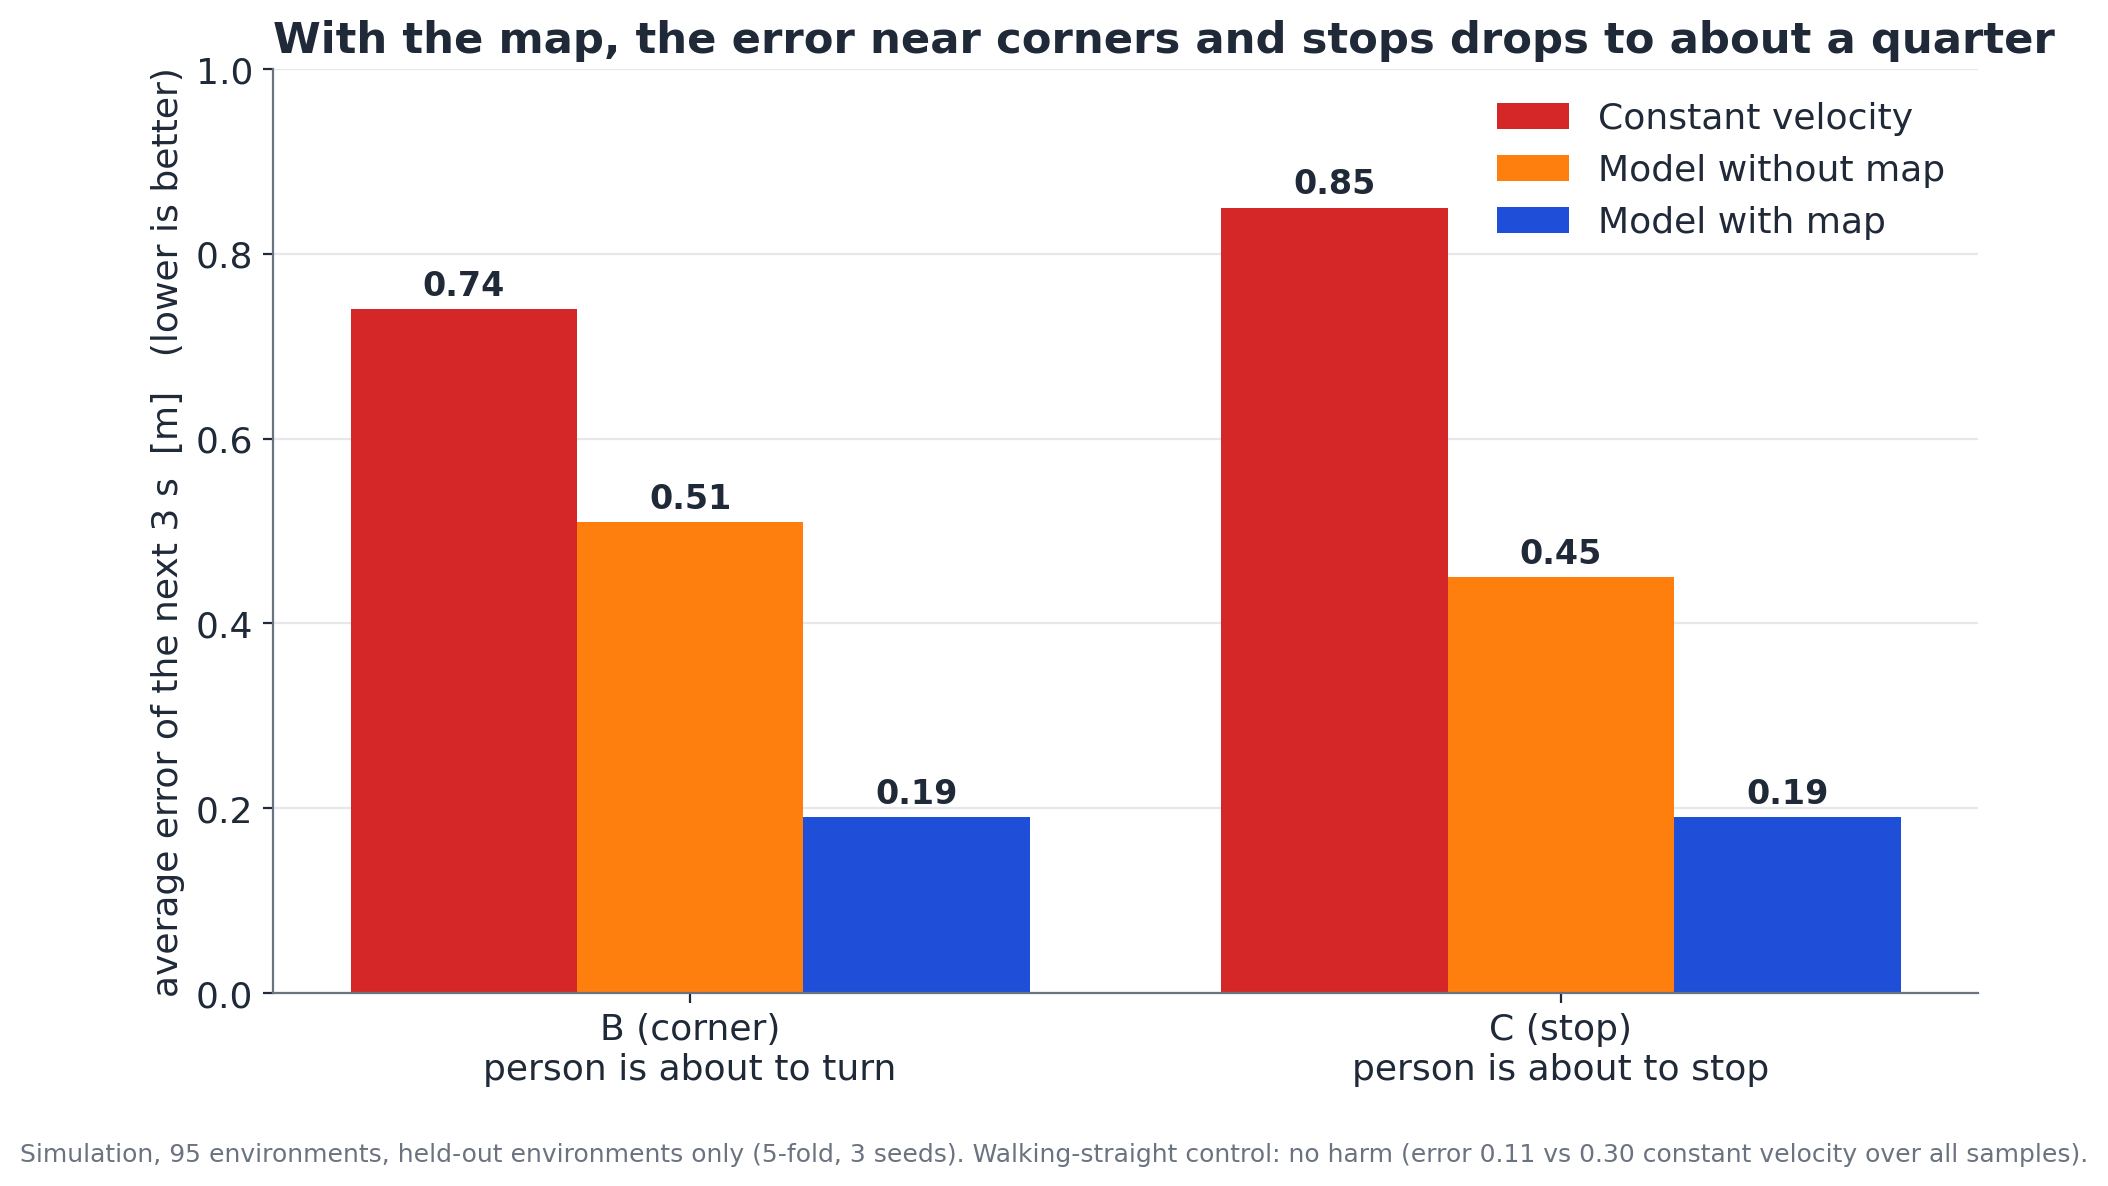 With the map, the error near corners and stops drops to about a quarter
average error of the next 3 s [m] (lower is better)
1.0
0.8
0.6
0.4
0.2
0.0
Constant velocity
Model without map
Model with map
0.74
0.51
0.19
0.85
0.45
0.19
B (corner)
person is about to turn
C (stop)
person is about to stop
Simulation, 95 environments, held-out environments only (5-fold, 3 seeds). Walking-straight control: no harm (error 0.11 vs 0.30 constant velocity over all samples).